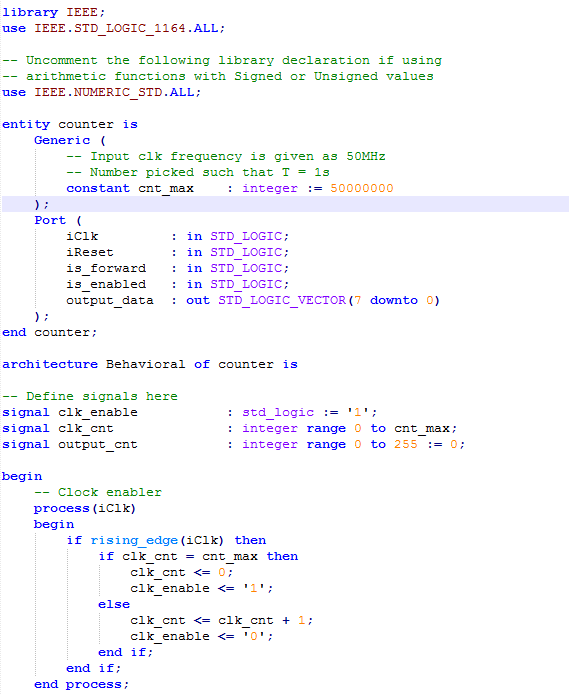 library IEEE;
use IEEE.STD_LOGIC_1164.ALL;
-- Uncomment the following library declaration if using
-- arithmetic functions with Signed or Unsigned values
use IEEE.NUMERIC_STD.ALL;
entity counter is
    Generic (
        -- Input clk frequency is given as 50MHz
        -- Number picked such that T = 1s
        constant cnt_max    : integer := 50000000
    );
    Port (
        iClk         : in STD_LOGIC;
        iReset       : in STD_LOGIC;
        is_forward   : in STD_LOGIC;
        is_enabled   : in STD_LOGIC;
        output_data  : out STD_LOGIC_VECTOR(7 downto 0)
    );
end counter;
architecture Behavioral of counter is
-- Define signals here
signal clk_enable           : std_logic := '1';
signal clk_cnt              : integer range 0 to cnt_max;
signal output_cnt           : integer range 0 to 255 := 0;
begin
    -- Clock enabler
    process(iClk)
    begin
        if rising_edge(iClk) then
            if clk_cnt = cnt_max then
                clk_cnt <= 0;
                clk_enable <= '1';
            else
                clk_cnt <= clk_cnt + 1;
                clk_enable <= '0';
            end if;
        end if;
    end process;